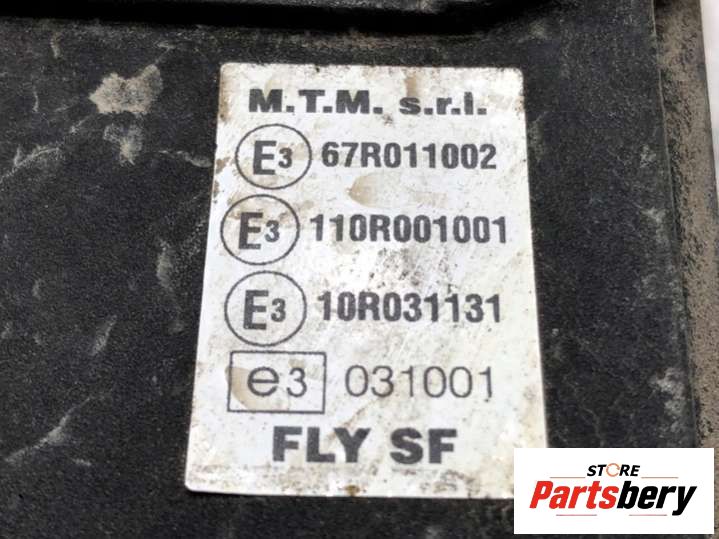 M.T.M. s.r.l.
E3 67R011002
E3 110R001001
E3 10R031131
e3 031001
FLY SF
STORE
Partsbery